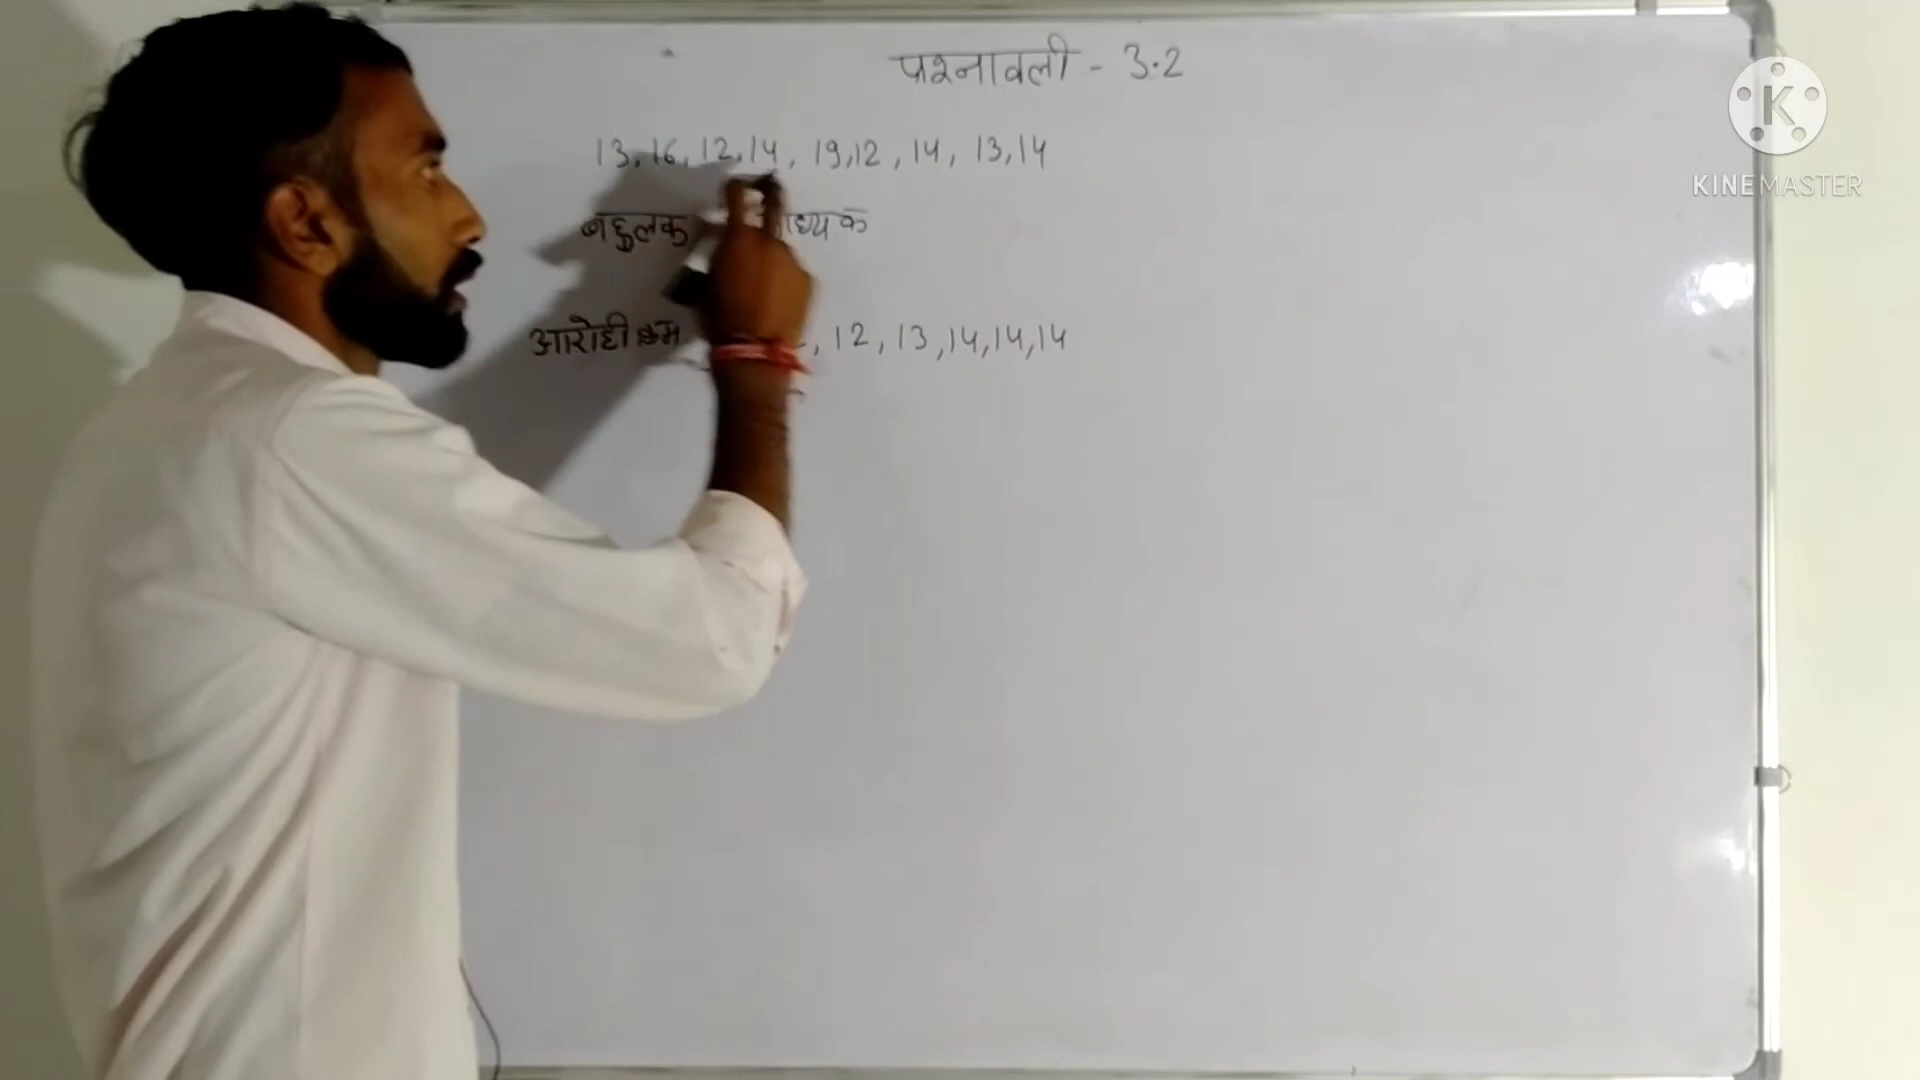 प्रश्नावली - 3.2
13, 16, 12, 14, 19, 12, 14, 13, 14
बहुलक
आरोही क्रम , 12, 13, 14, 14, 14
KINEMASTER